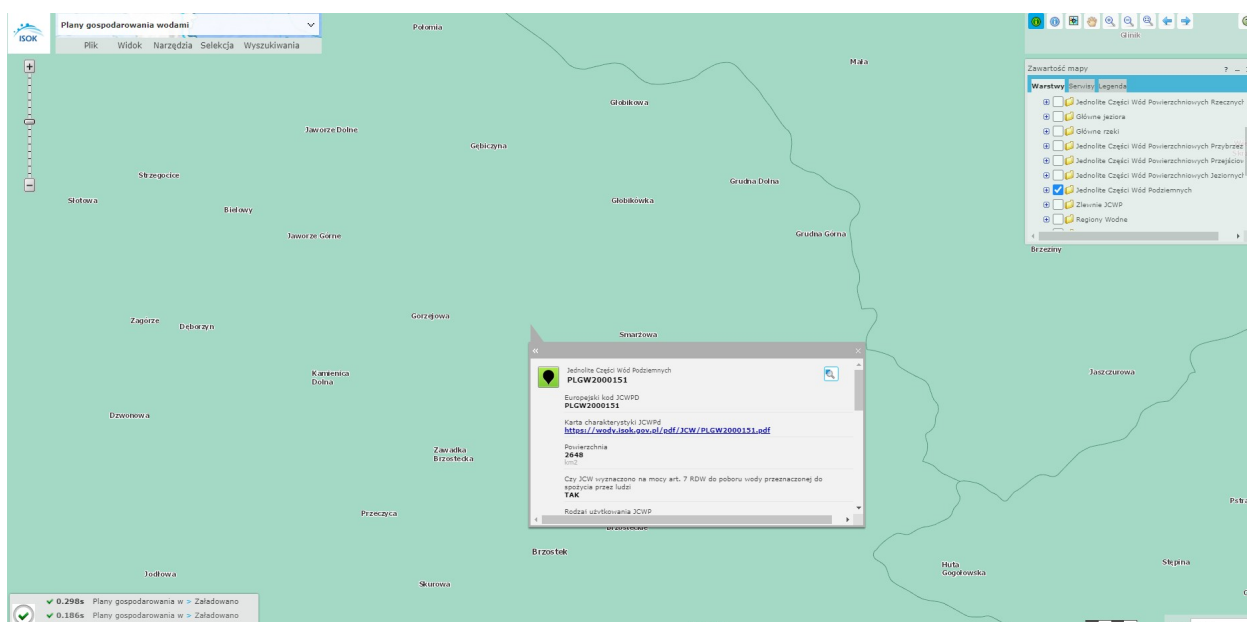 ISOK
Plany gospodarowania wodami
Plik Widok Narzędzia Selekcja Wyszukiwania
Glinik
Połomia
Mała
Głobikowa
Jaworze Dolne
Gębiczyna
Strzegocice
Grudna Dolna
Słotowa
Bielowy
Głobikówka
Jaworze Górne
Grudna Górna
Zawartość mapy ? –
Warstwy Serwisy Legenda
Jednolite Części Wód Powierzchniowych Rzecznych
Główne jeziora
Główne rzeki
Jednolite Części Wód Powierzchniowych Przybrzeż
Jednolite Części Wód Powierzchniowych Przejściow
Jednolite Części Wód Powierzchniowych Jeziornych
Jednolite Części Wód Podziemnych
Zlewnie JCWP
Regiony Wodne
Brzeziny
Zagórze
Dęborzyn
Gorzejowa
Smarżowa
Kamienica
Dolna
Jaszczurowa
Dzwonowa
Zawadka
Brzostecka
Przeczyca
« ×
Jednolite Części Wód Podziemnych
PLGW2000151
Europejski kod JCWPD
PLGW2000151
Karta charakterystyki JCWPd
https://wody.isok.gov.pl/pdf/JCW/PLGW2000151.pdf
Powierzchnia
2648
km2
Czy JCW wyznaczono na mocy art. 7 RDW do poboru wody przeznaczonej do
spożycia przez ludzi
TAK
Rodzaj użytkowania JCWP
Pstrą
Brzostek
Huta
Gogołowska
Stępina
Jodłowa
Skurowa
0.298s Plany gospodarowania w > Załadowano
0.186s Plany gospodarowania w > Załadowano